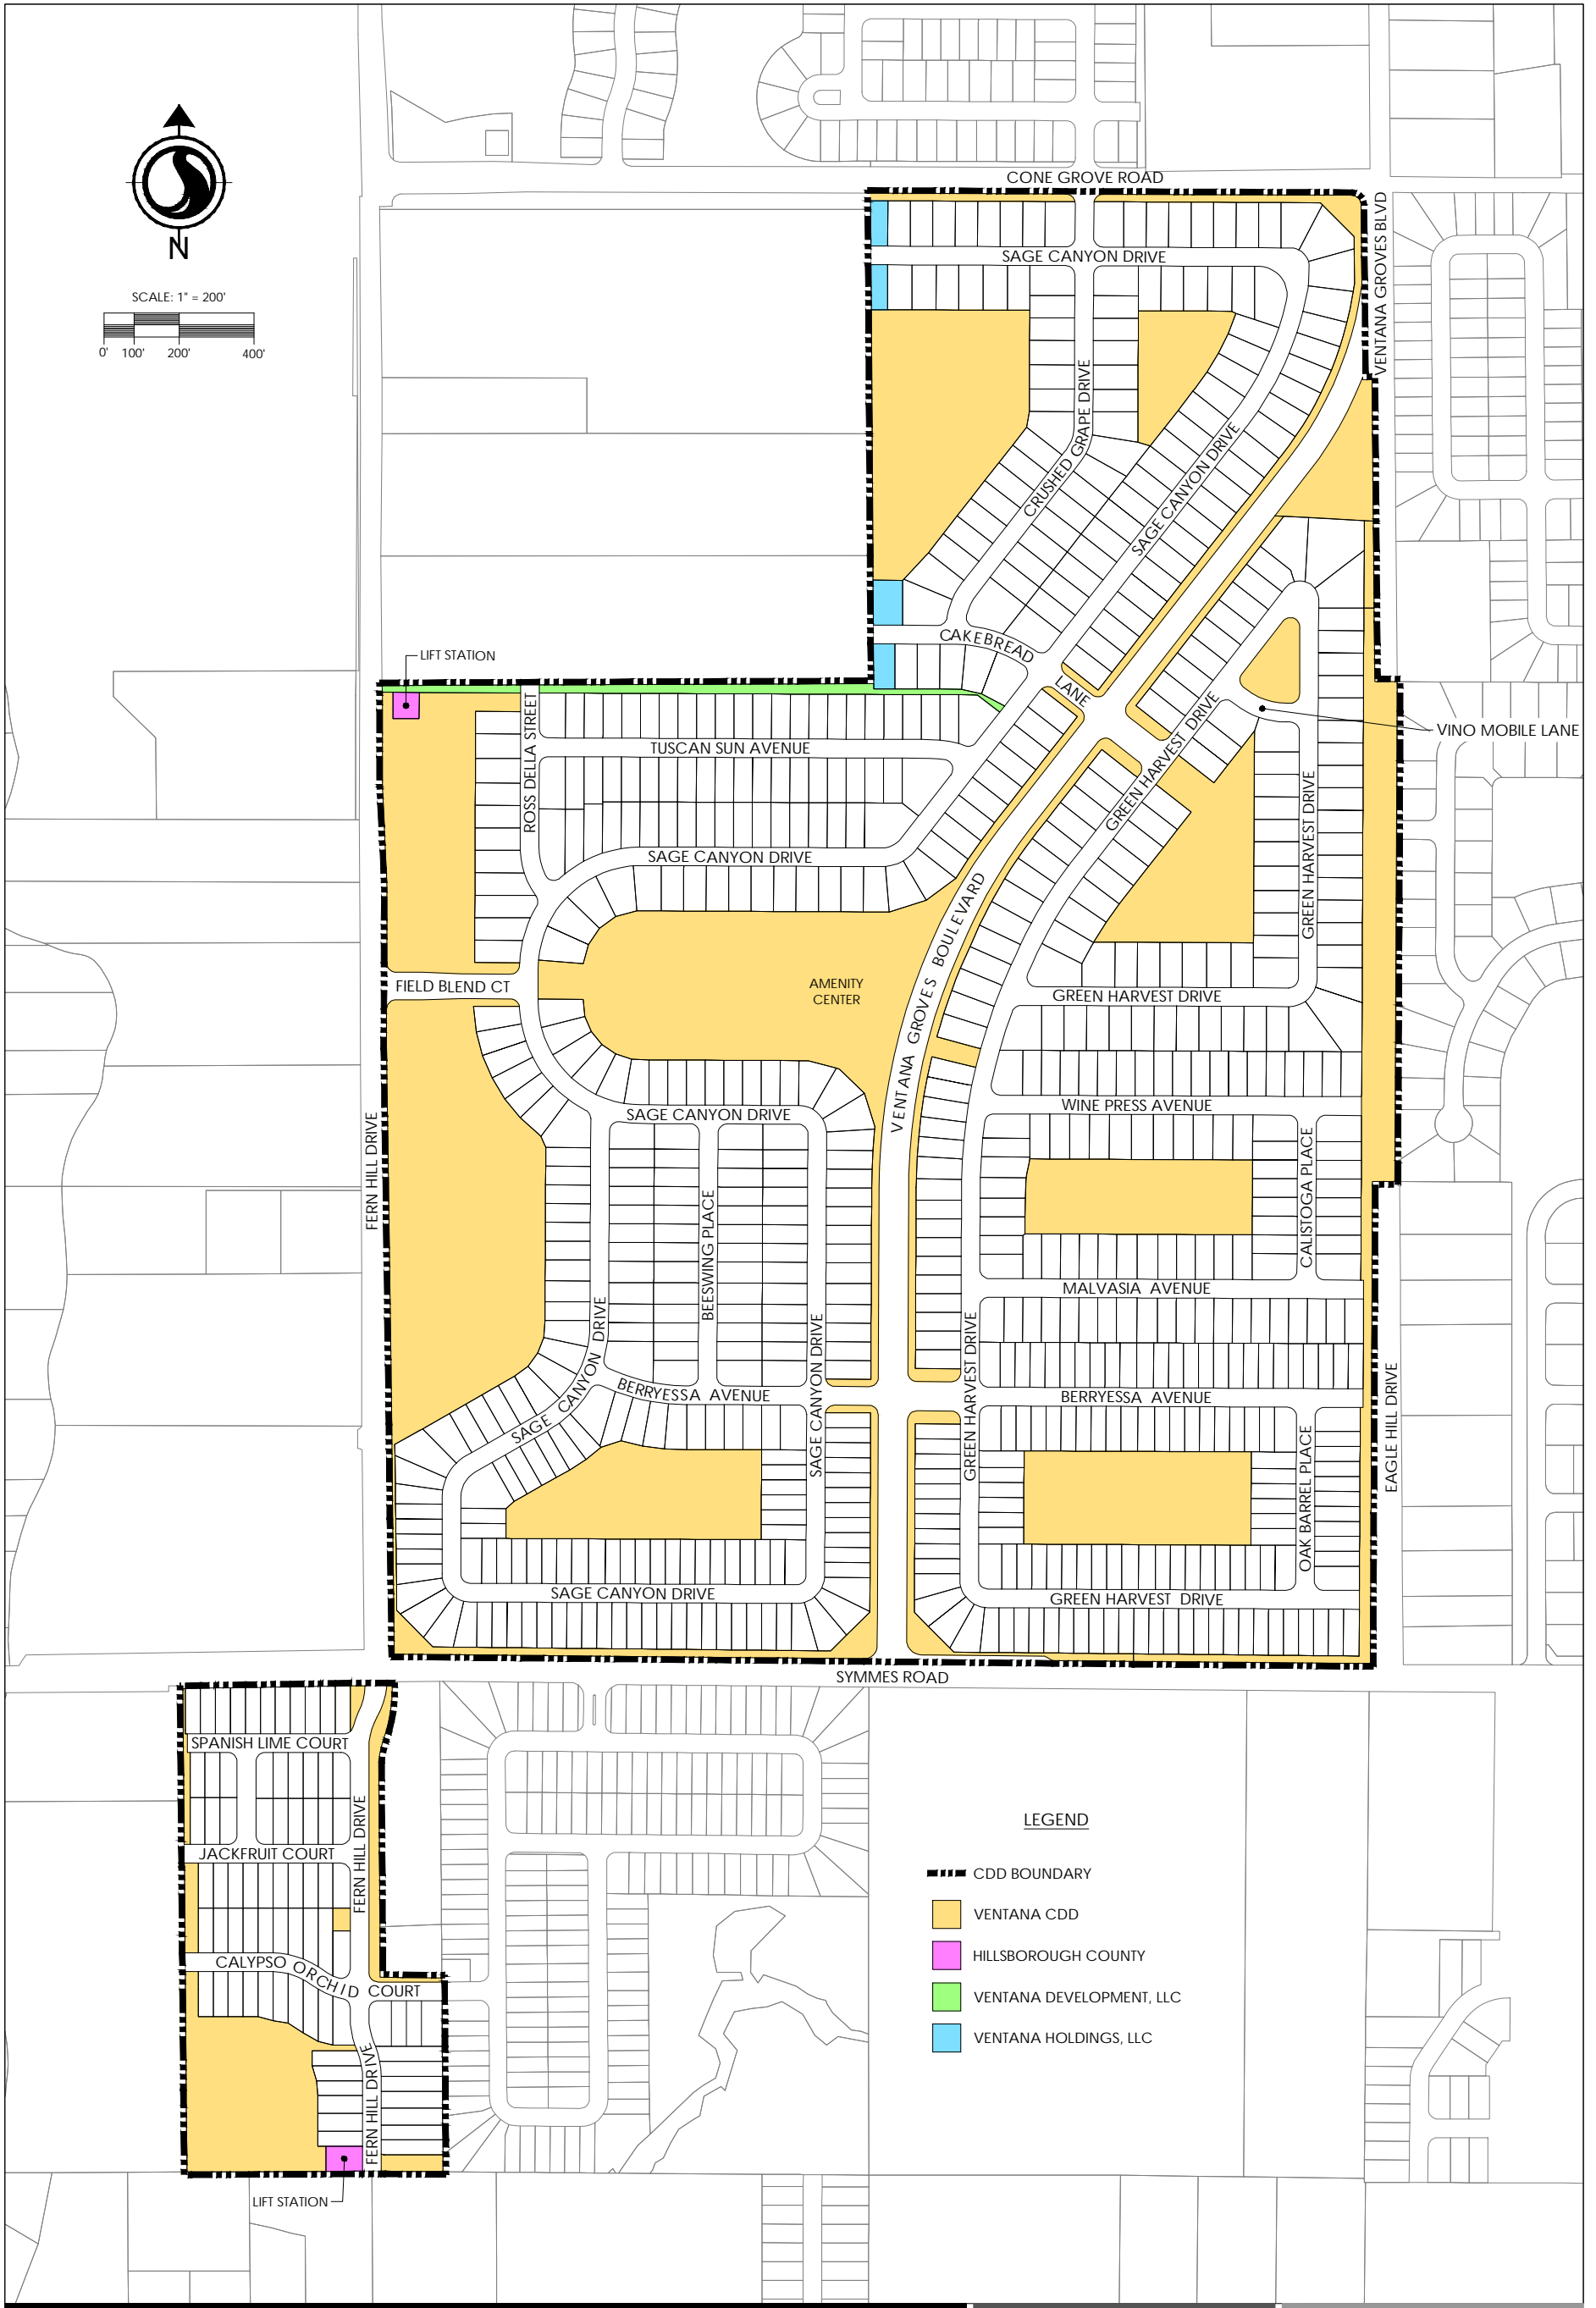 CONE GROVE ROAD
VENTANA GROVES BLVD
N
SAGE CANYON DRIVE
SCALE: 1" = 200'
0' 100' 200' 400'
CRUSHED GRAPE DRIVE
SAGE CANYON DRIVE
CAKEBREAD
LANE
LIFT STATION
ROSS DELLA STREET
TUSCAN SUN AVENUE
GREEN HARVEST DRIVE
VINO MOBILE LANE
GREEN HARVEST DRIVE
SAGE CANYON DRIVE
VENTANA GROVES BOULEVARD
FIELD BLEND CT
AMENITY
CENTER
GREEN HARVEST DRIVE
WINE PRESS AVENUE
SAGE CANYON DRIVE
FERN HILL DRIVE
BEESWING PLACE
CALISTOGA PLACE
MALVASIA AVENUE
SAGE CANYON DRIVE
SAGE CANYON DRIVE
GREEN HARVEST DRIVE
BERRYESSA AVENUE
BERRYESSA AVENUE
EAGLE HILL DRIVE
OAK BARREL PLACE
SAGE CANYON DRIVE
GREEN HARVEST DRIVE
SYMMES ROAD
SPANISH LIME COURT
FERN HILL DRIVE
JACKFRUIT COURT
CALYPSO ORCHID COURT
FERN HILL DRIVE
LIFT STATION
LEGEND
CDD BOUNDARY
VENTANA CDD
HILLSBOROUGH COUNTY
VENTANA DEVELOPMENT, LLC
VENTANA HOLDINGS, LLC